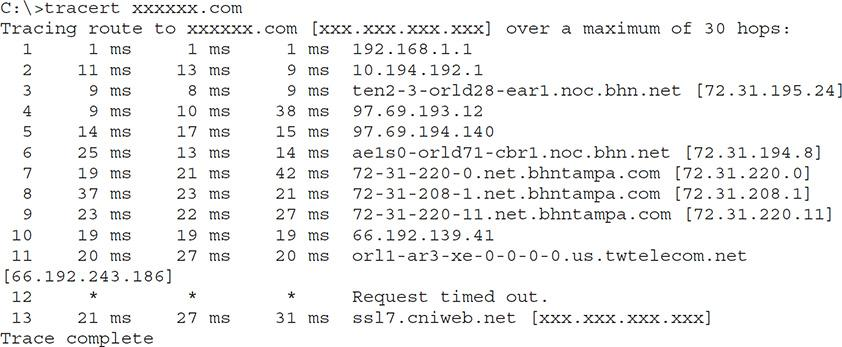 C:\>tracert xxxxxx.com
Tracing route to xxxxxx.com [xxx.xxx.xxx.xxx] over a maximum of 30 hops:
1 1 ms 1 ms 1 ms 192.168.1.1
2 11 ms 13 ms 9 ms 10.194.192.1
3 9 ms 8 ms 9 ms ten2-3-orld28-ear1.noc.bhn.net [72.31.195.24]
4 9 ms 10 ms 38 ms 97.69.193.12
5 14 ms 17 ms 15 ms 97.69.194.140
6 25 ms 13 ms 14 ms ae1s0-orld71-cbr1.noc.bhn.net [72.31.194.8]
7 19 ms 21 ms 42 ms 72-31-220-0.net.bhntampa.com [72.31.220.0]
8 37 ms 23 ms 21 ms 72-31-208-1.net.bhntampa.com [72.31.208.1]
9 23 ms 22 ms 27 ms 72-31-220-11.net.bhntampa.com [72.31.220.11]
10 19 ms 19 ms 19 ms 66.192.139.41
11 20 ms 27 ms 20 ms orl1-ar3-xe-0-0-0-0.us.twtelecom.net
[66.192.243.186]
12 * * * Request timed out.
13 21 ms 27 ms 31 ms ssl7.cniweb.net [xxx.xxx.xxx.xxx]
Trace complete